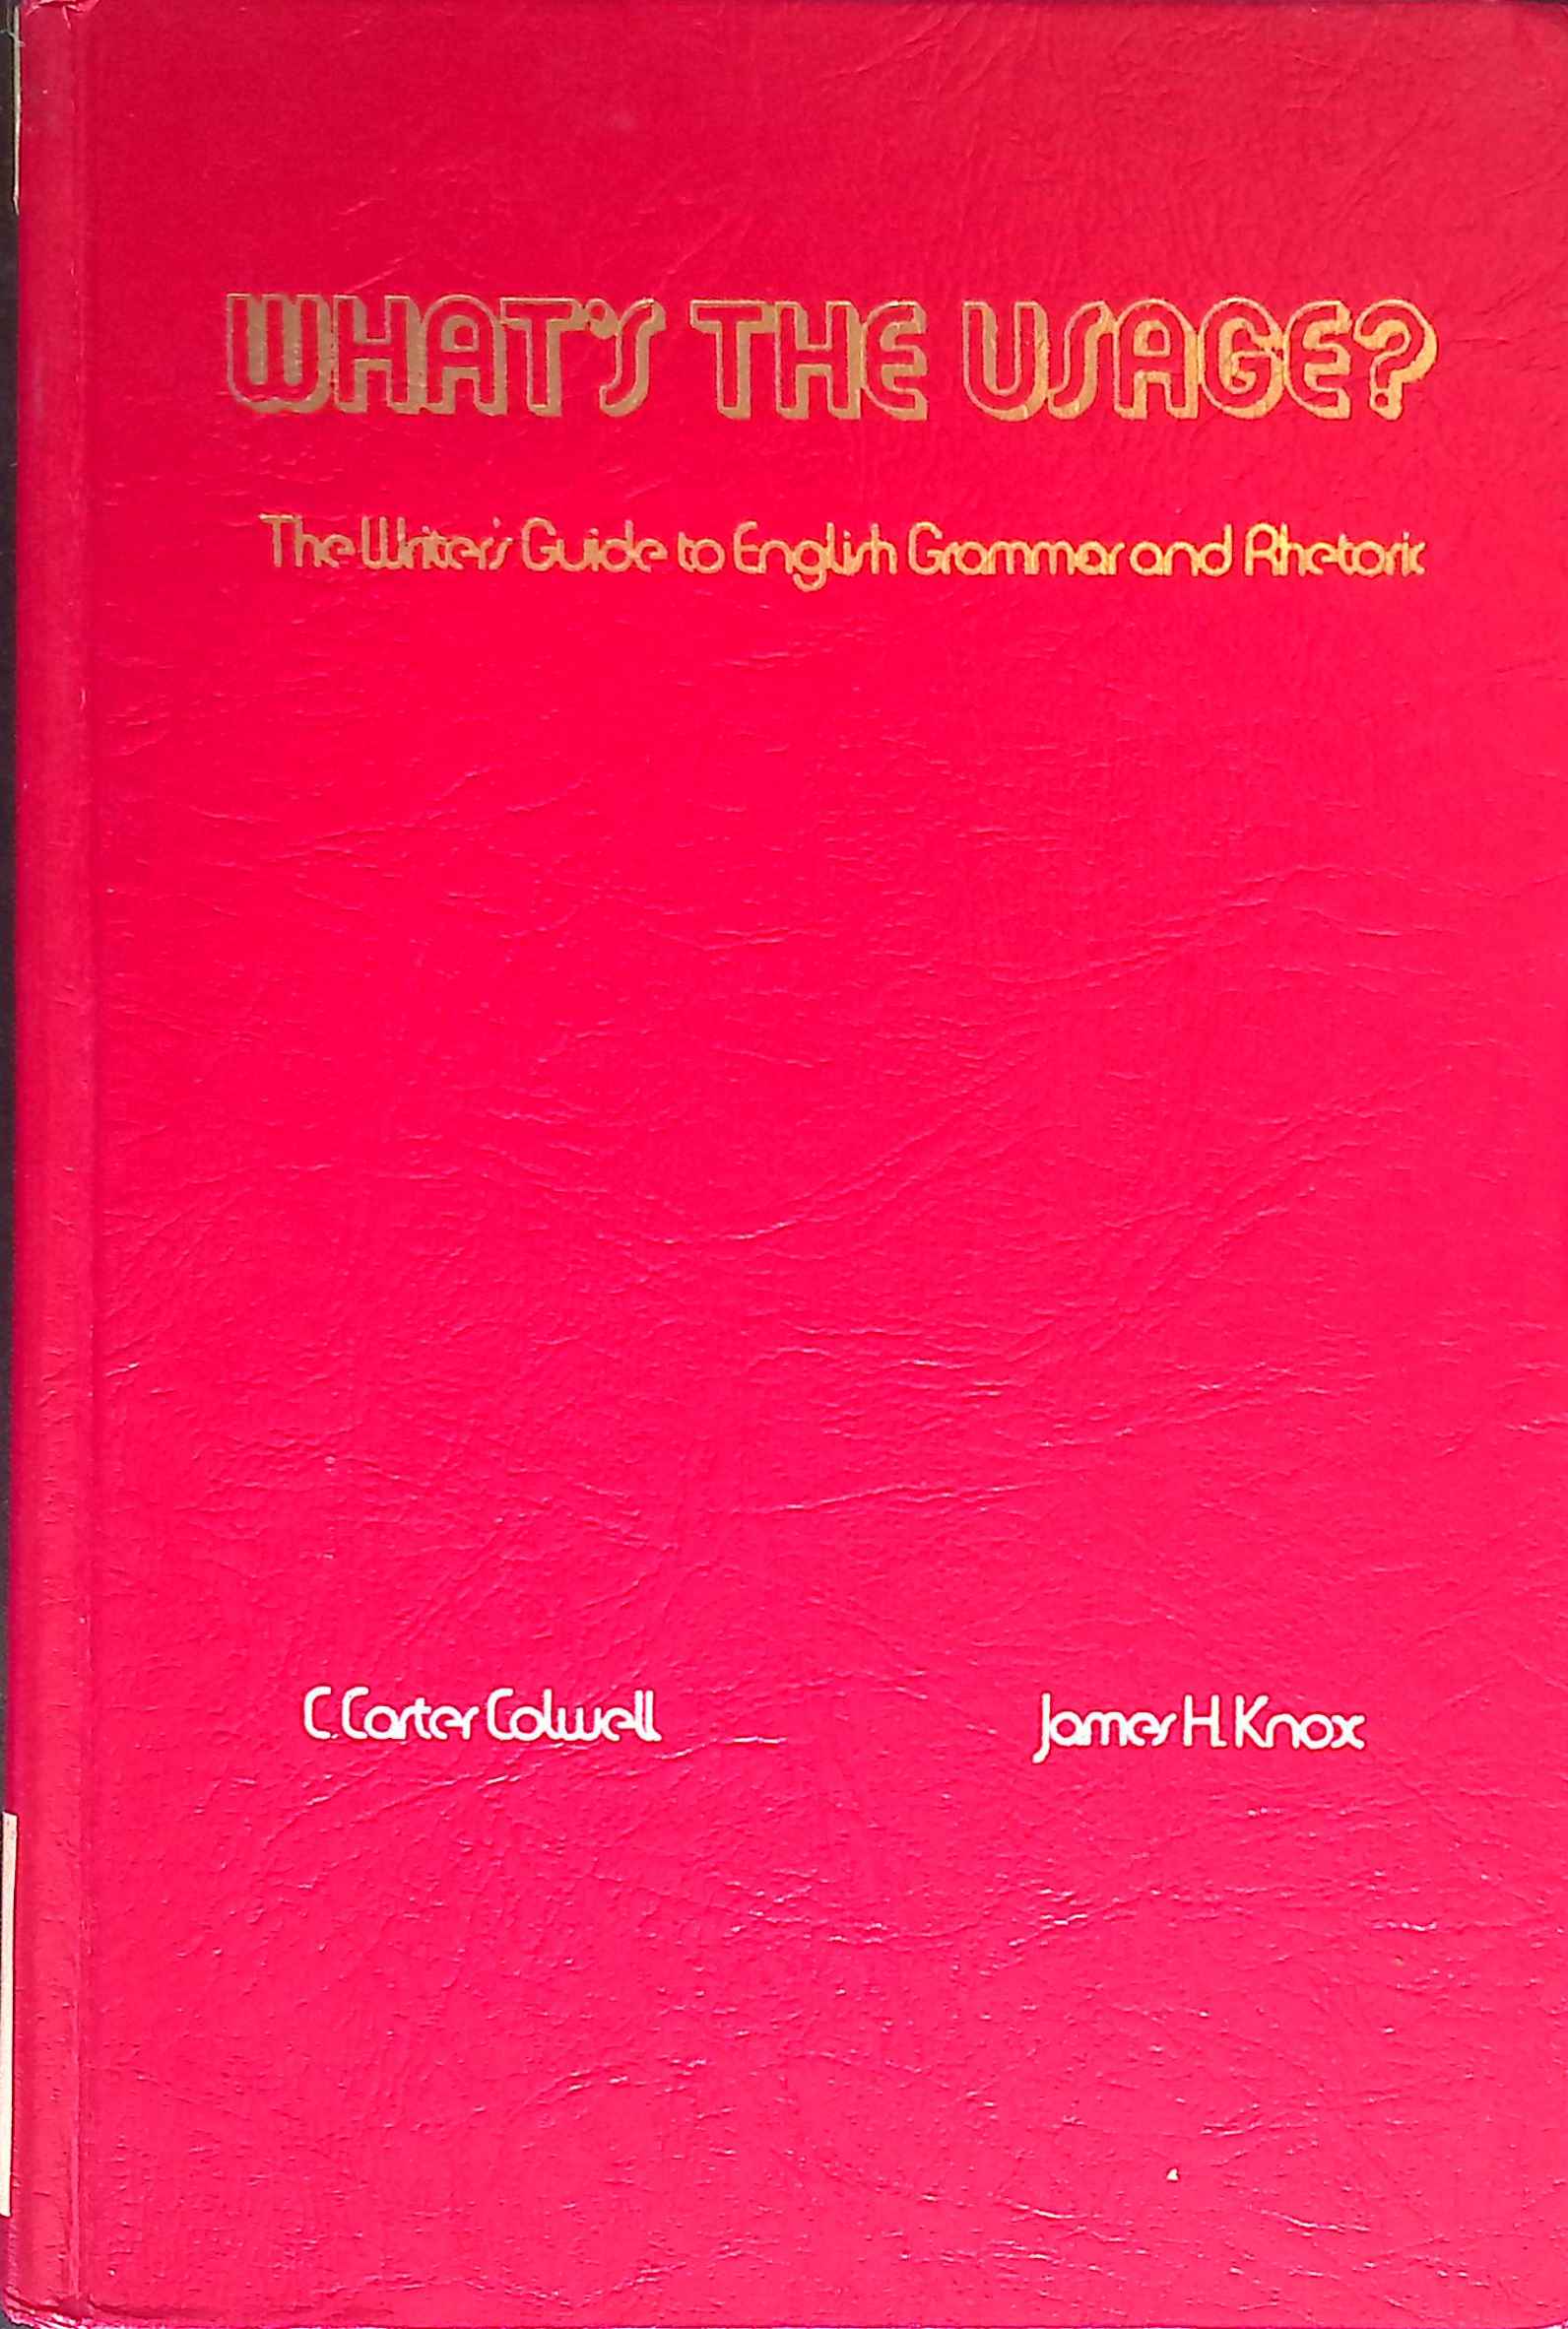 WHAT'S THE USAGE?
The Writer's Guide to English Grammar and Rhetoric
C. Carter Colwell
James H. Knox